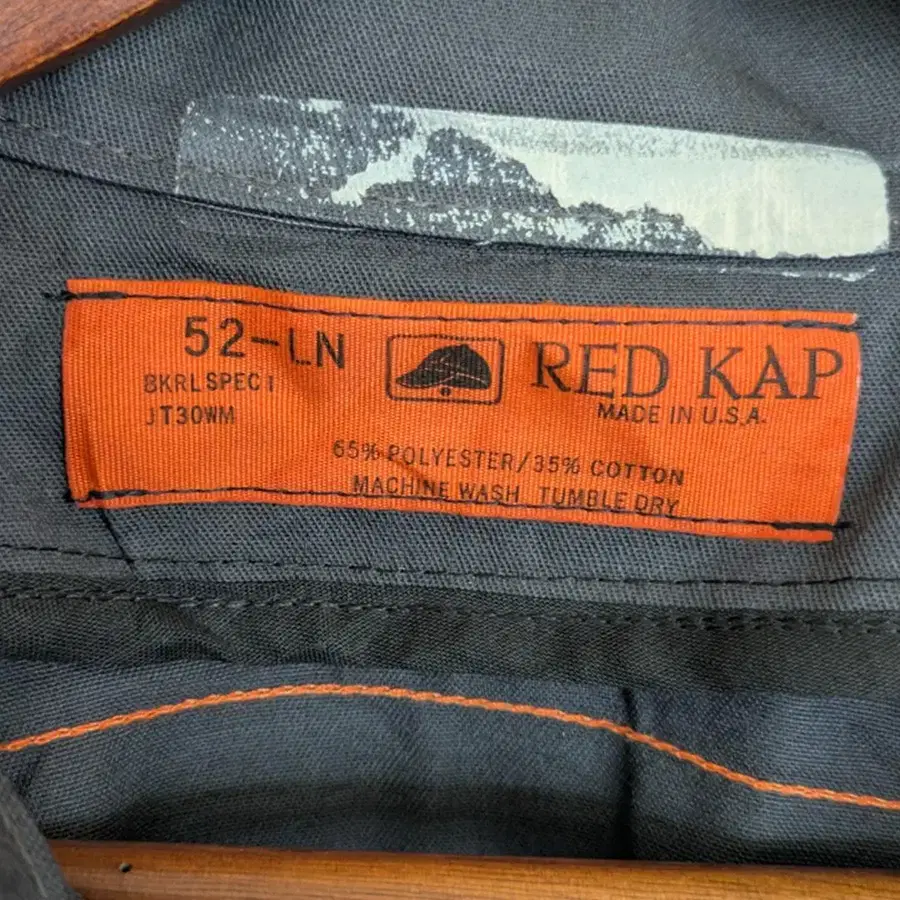 52-LN
BKRLSPEC1
JT30WM
RED KAP
MADE IN U.S.A.
65% POLYESTER/35% COTTON
MACHINE WASH TUMBLE DRY